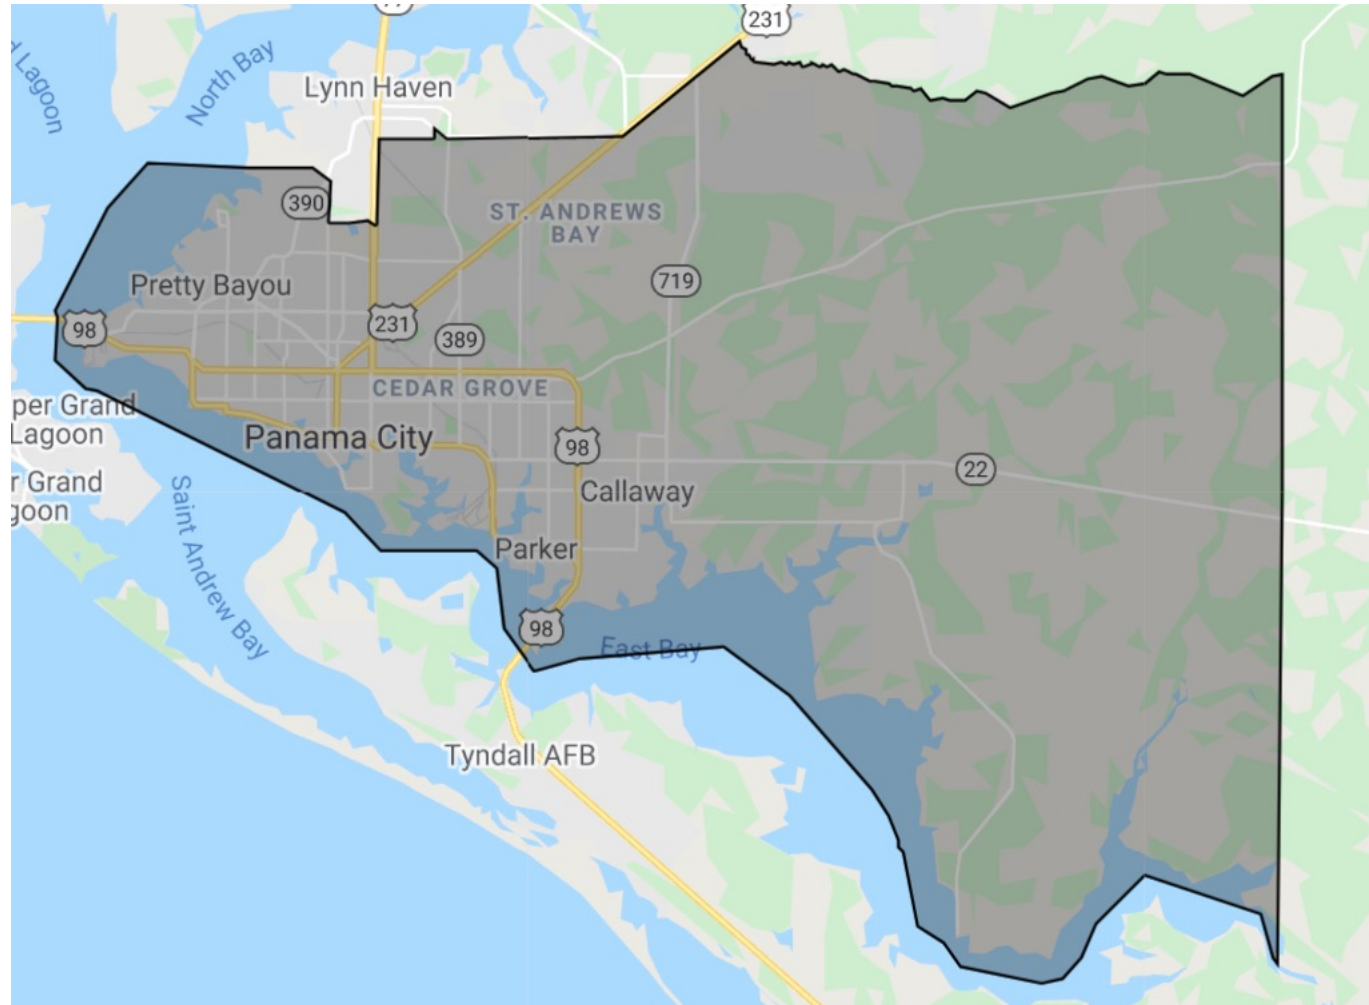 231
North Bay
Lagoon
Lynn Haven
390
ST. ANDREWS
BAY
Pretty Bayou
719
98
231
389
CEDAR GROVE
per Grand
Lagoon
Panama City
98
22
r Grand
goon
Callaway
Saint Andrew Bay
Parker
98
East Bay
Tyndall AFB